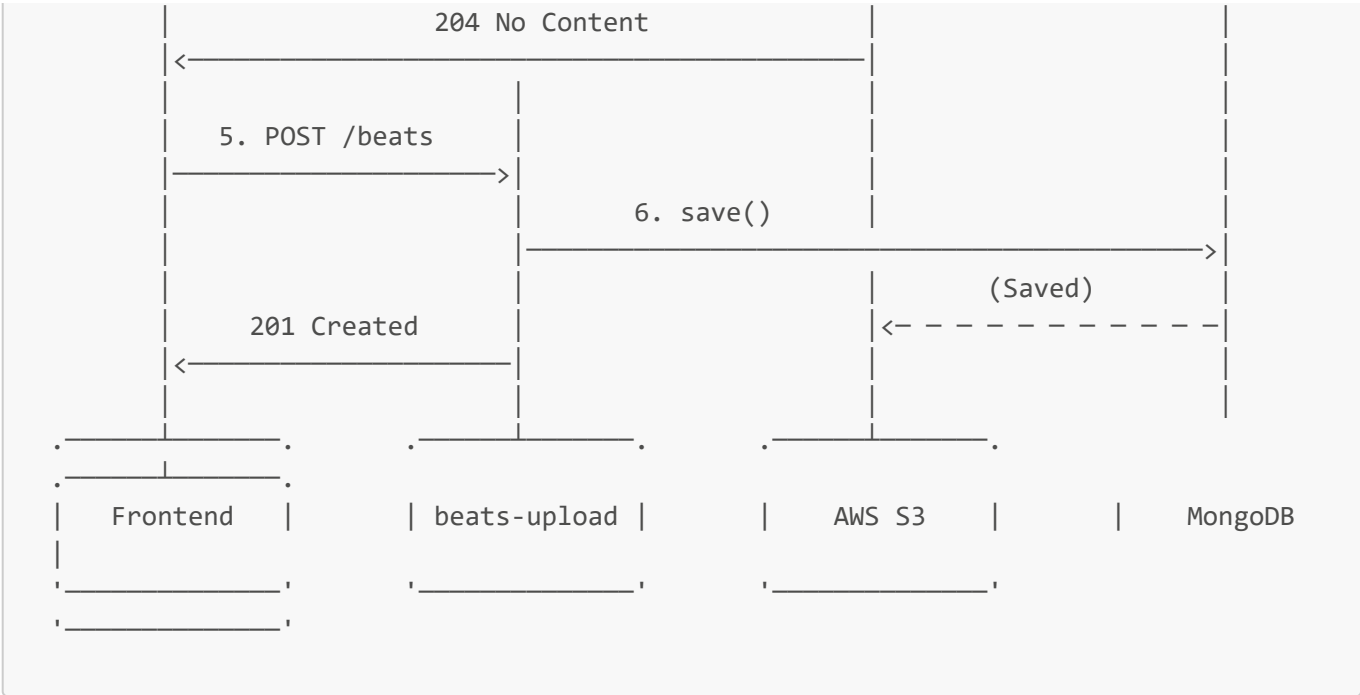 204 No Content
5. POST /beats
6. save()
(Saved)
201 Created
| Frontend | | beats-upload | | AWS S3 | | MongoDB
|